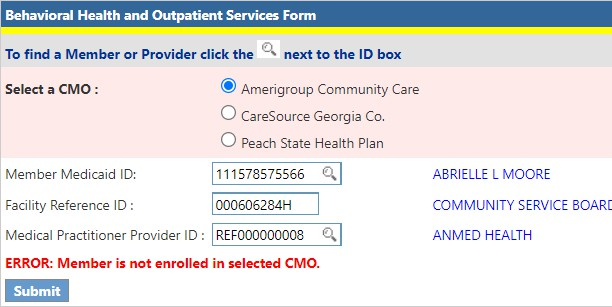 Behavioral Health and Outpatient Services Form
To find a Member or Provider click the next to the ID box
Select a CMO :
Amerigroup Community Care
CareSource Georgia Co.
Peach State Health Plan
Member Medicaid ID: 111578575566 ABRIELLE L MOORE
Facility Reference ID : 000606284H COMMUNITY SERVICE BOARD
Medical Practitioner Provider ID : REF000000008 ANMED HEALTH
ERROR: Member is not enrolled in selected CMO.
Submit